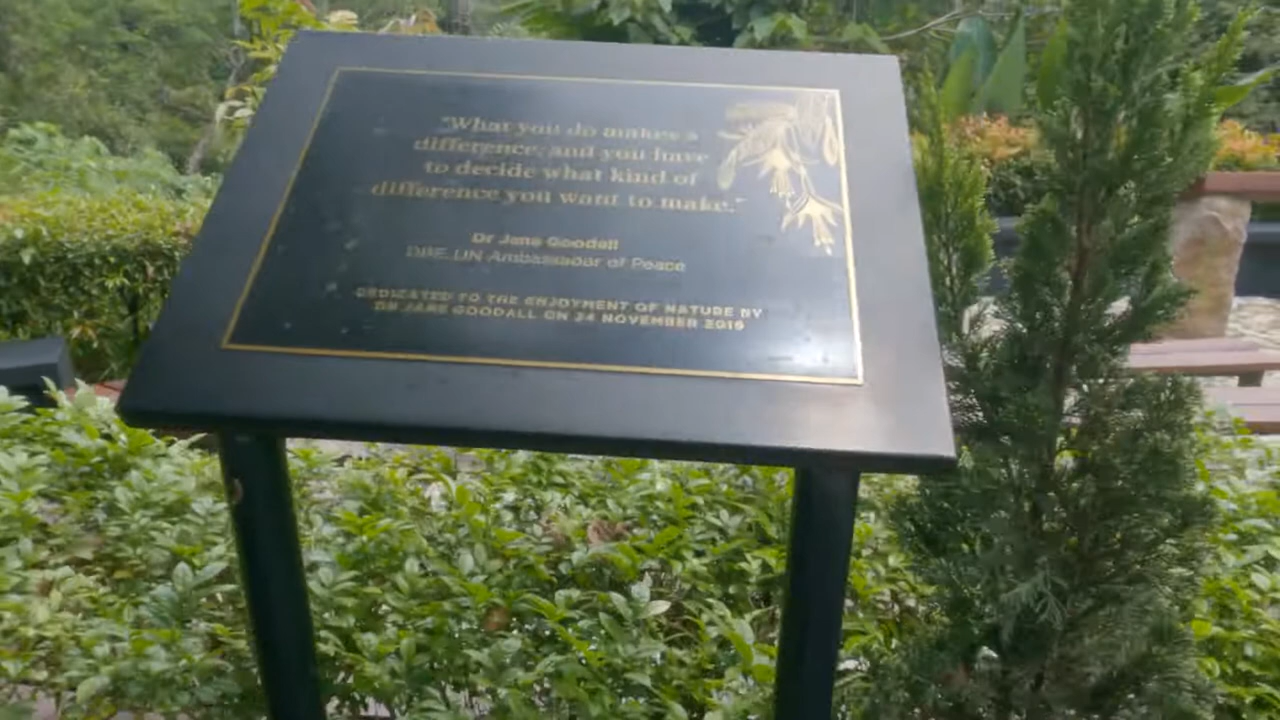 "What you do makes a
difference, and you have
to decide what kind of
difference you want to make."
Dr Jane Goodall
DBE, UN Ambassador of Peace
DEDICATED TO THE ENJOYMENT OF NATURE BY
DR JANE GOODALL ON 24 NOVEMBER